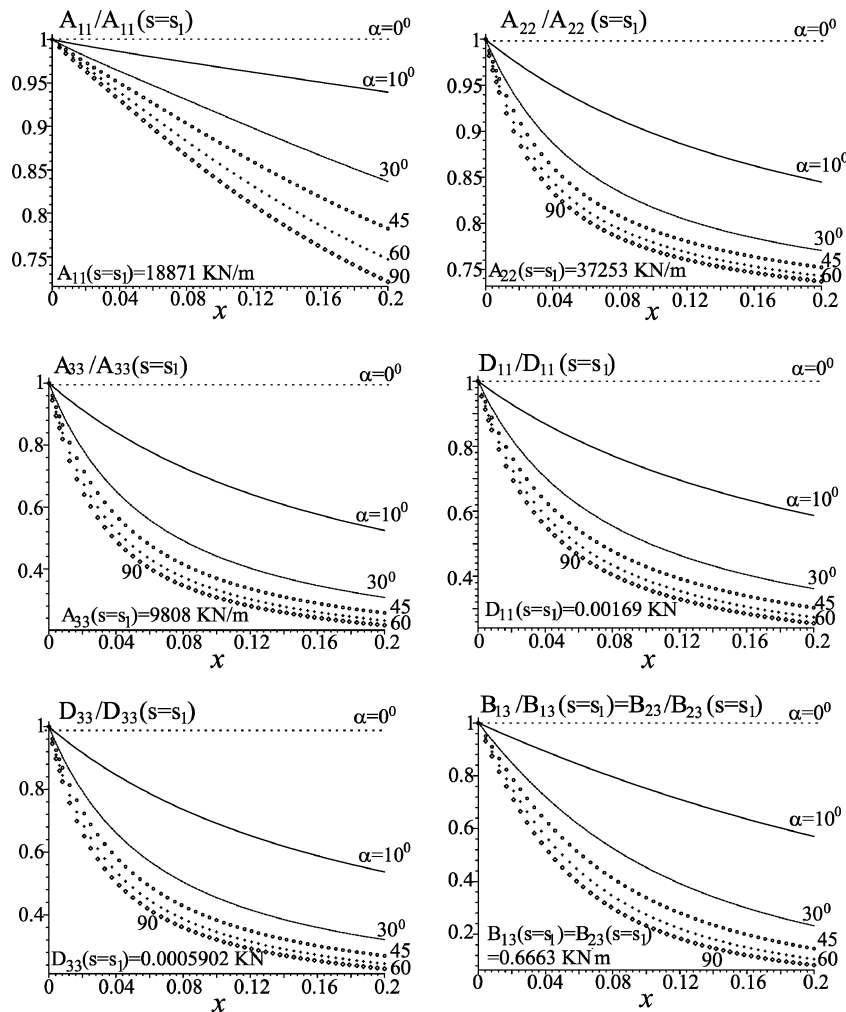 A11/A11(s=s1)
α=0⁰
1
α=10⁰
0.95
0.9
30⁰
0.85
45
0.8
60
0.75
90
A11(s=s1)=18871 KN/m
0 0.04 0.08 0.12 0.16 0.2
x
A22/A22(s=s1)
α=0⁰
1
0.95
0.9
α=10⁰
0.85
90
0.8
30⁰
45
0.75
60
A22(s=s1)=37253 KN/m
0 0.04 0.08 0.12 0.16 0.2
x
A33/A33(s=s1)
α=0⁰
1
0.8
0.6
α=10⁰
90
0.4
30⁰
45
60
A33(s=s1)=9808 KN/m
0 0.04 0.08 0.12 0.16 0.2
x
D11/D11(s=s1)
α=0⁰
1
0.8
α=10⁰
0.6
90
0.4
30⁰
45
60
D11(s=s1)=0.00169 KN
0 0.04 0.08 0.12 0.16 0.2
x
D33/D33(s=s1)
α=0⁰
1
0.8
0.6
α=10⁰
90
0.4
30⁰
45
60
D33(s=s1)=0.0005902 KN
0 0.04 0.08 0.12 0.16 0.2
x
B13/B13(s=s1)=B23/B23(s=s1)
α=0⁰
1
0.8
α=10⁰
0.6
0.4
30⁰
0.2
45
60
90
B13(s=s1)=B23(s=s1)
=0.6663 KNm
0 0.04 0.08 0.12 0.16 0.2
x